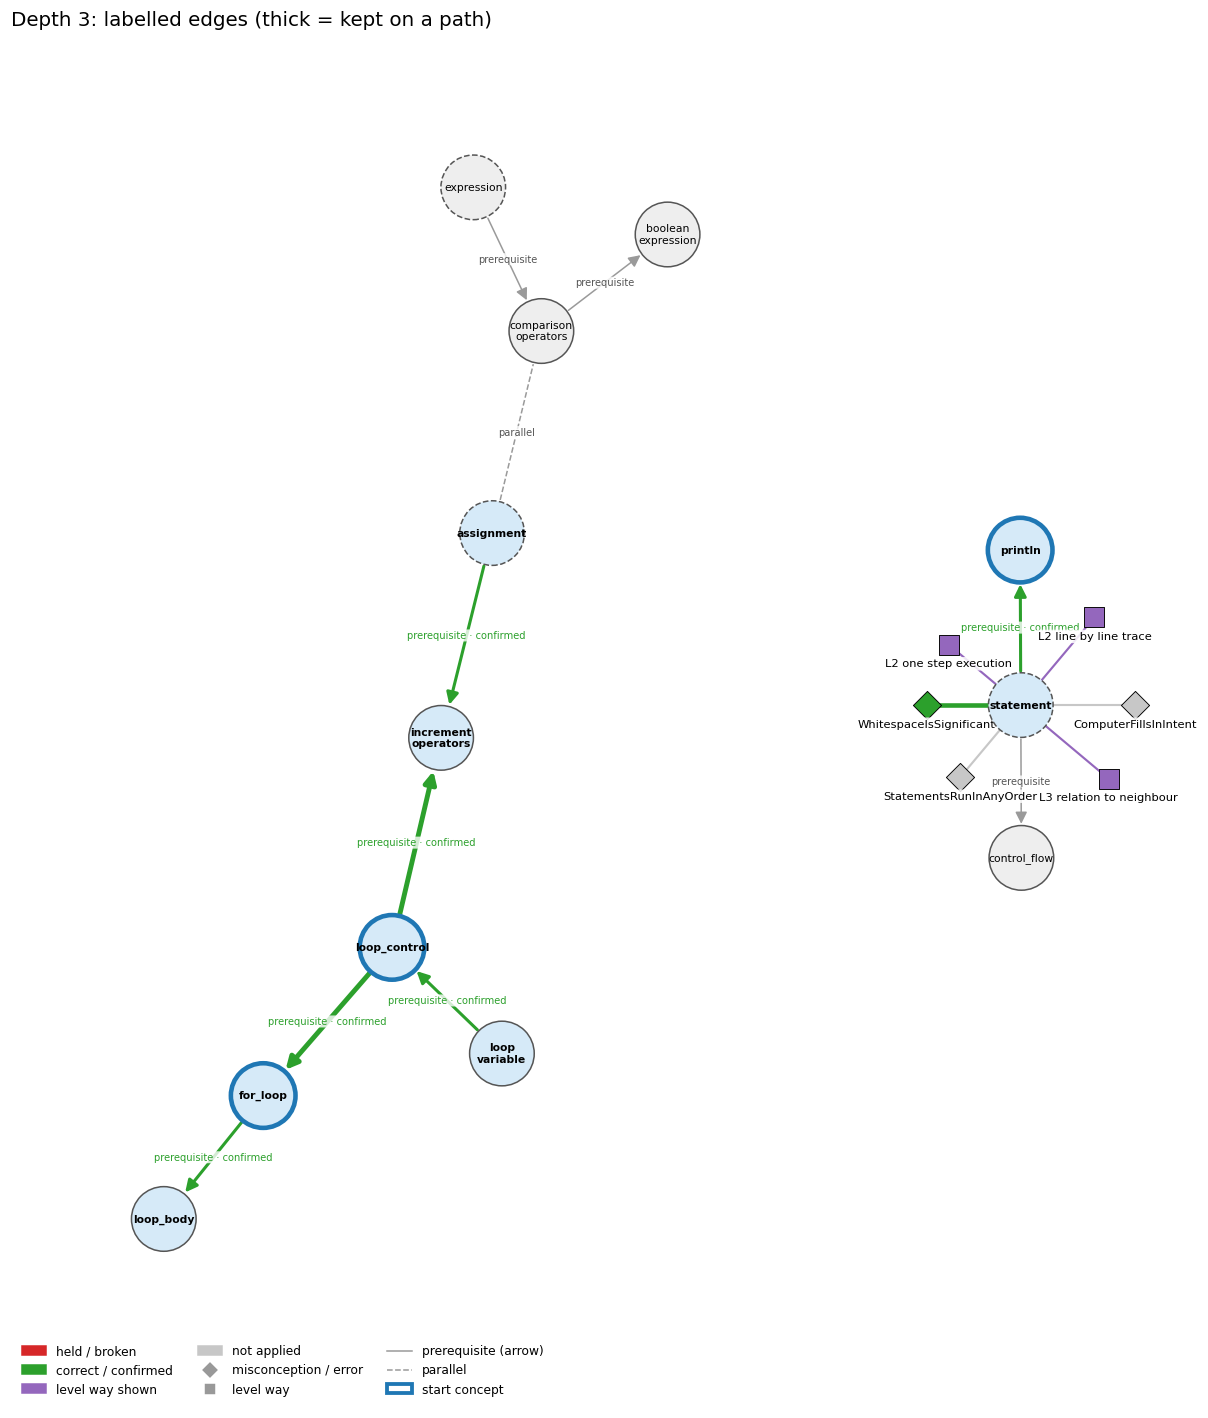 Depth 3: labelled edges (thick = kept on a path)
expression
boolean
expression
prerequisite
prerequisite
comparison
operators
parallel
assignment
println
prerequisite · confirmed
L2 line by line trace
prerequisite · confirmed
L2 one step execution
statement
WhitespaceIsSignificant
ComputerFillsInIntent
increment
operators
prerequisite
StatementsRunInAnyOrder
L3 relation to neighbour
prerequisite · confirmed
control_flow
loop_control
prerequisite · confirmed
prerequisite · confirmed
loop
variable
for_loop
prerequisite · confirmed
loop_body
held / broken
correct / confirmed
level way shown
not applied
misconception / error
level way
prerequisite (arrow)
parallel
start concept